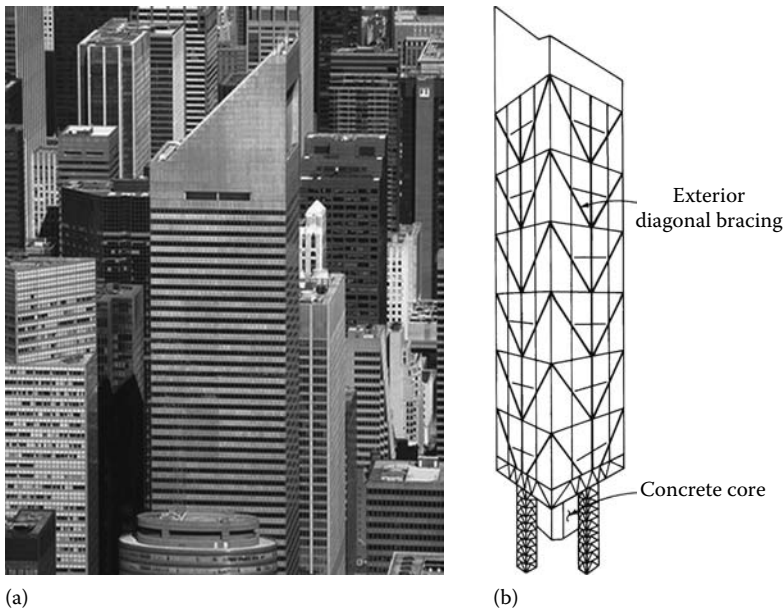 Exterior
diagonal bracing
Concrete core
(a)
(b)